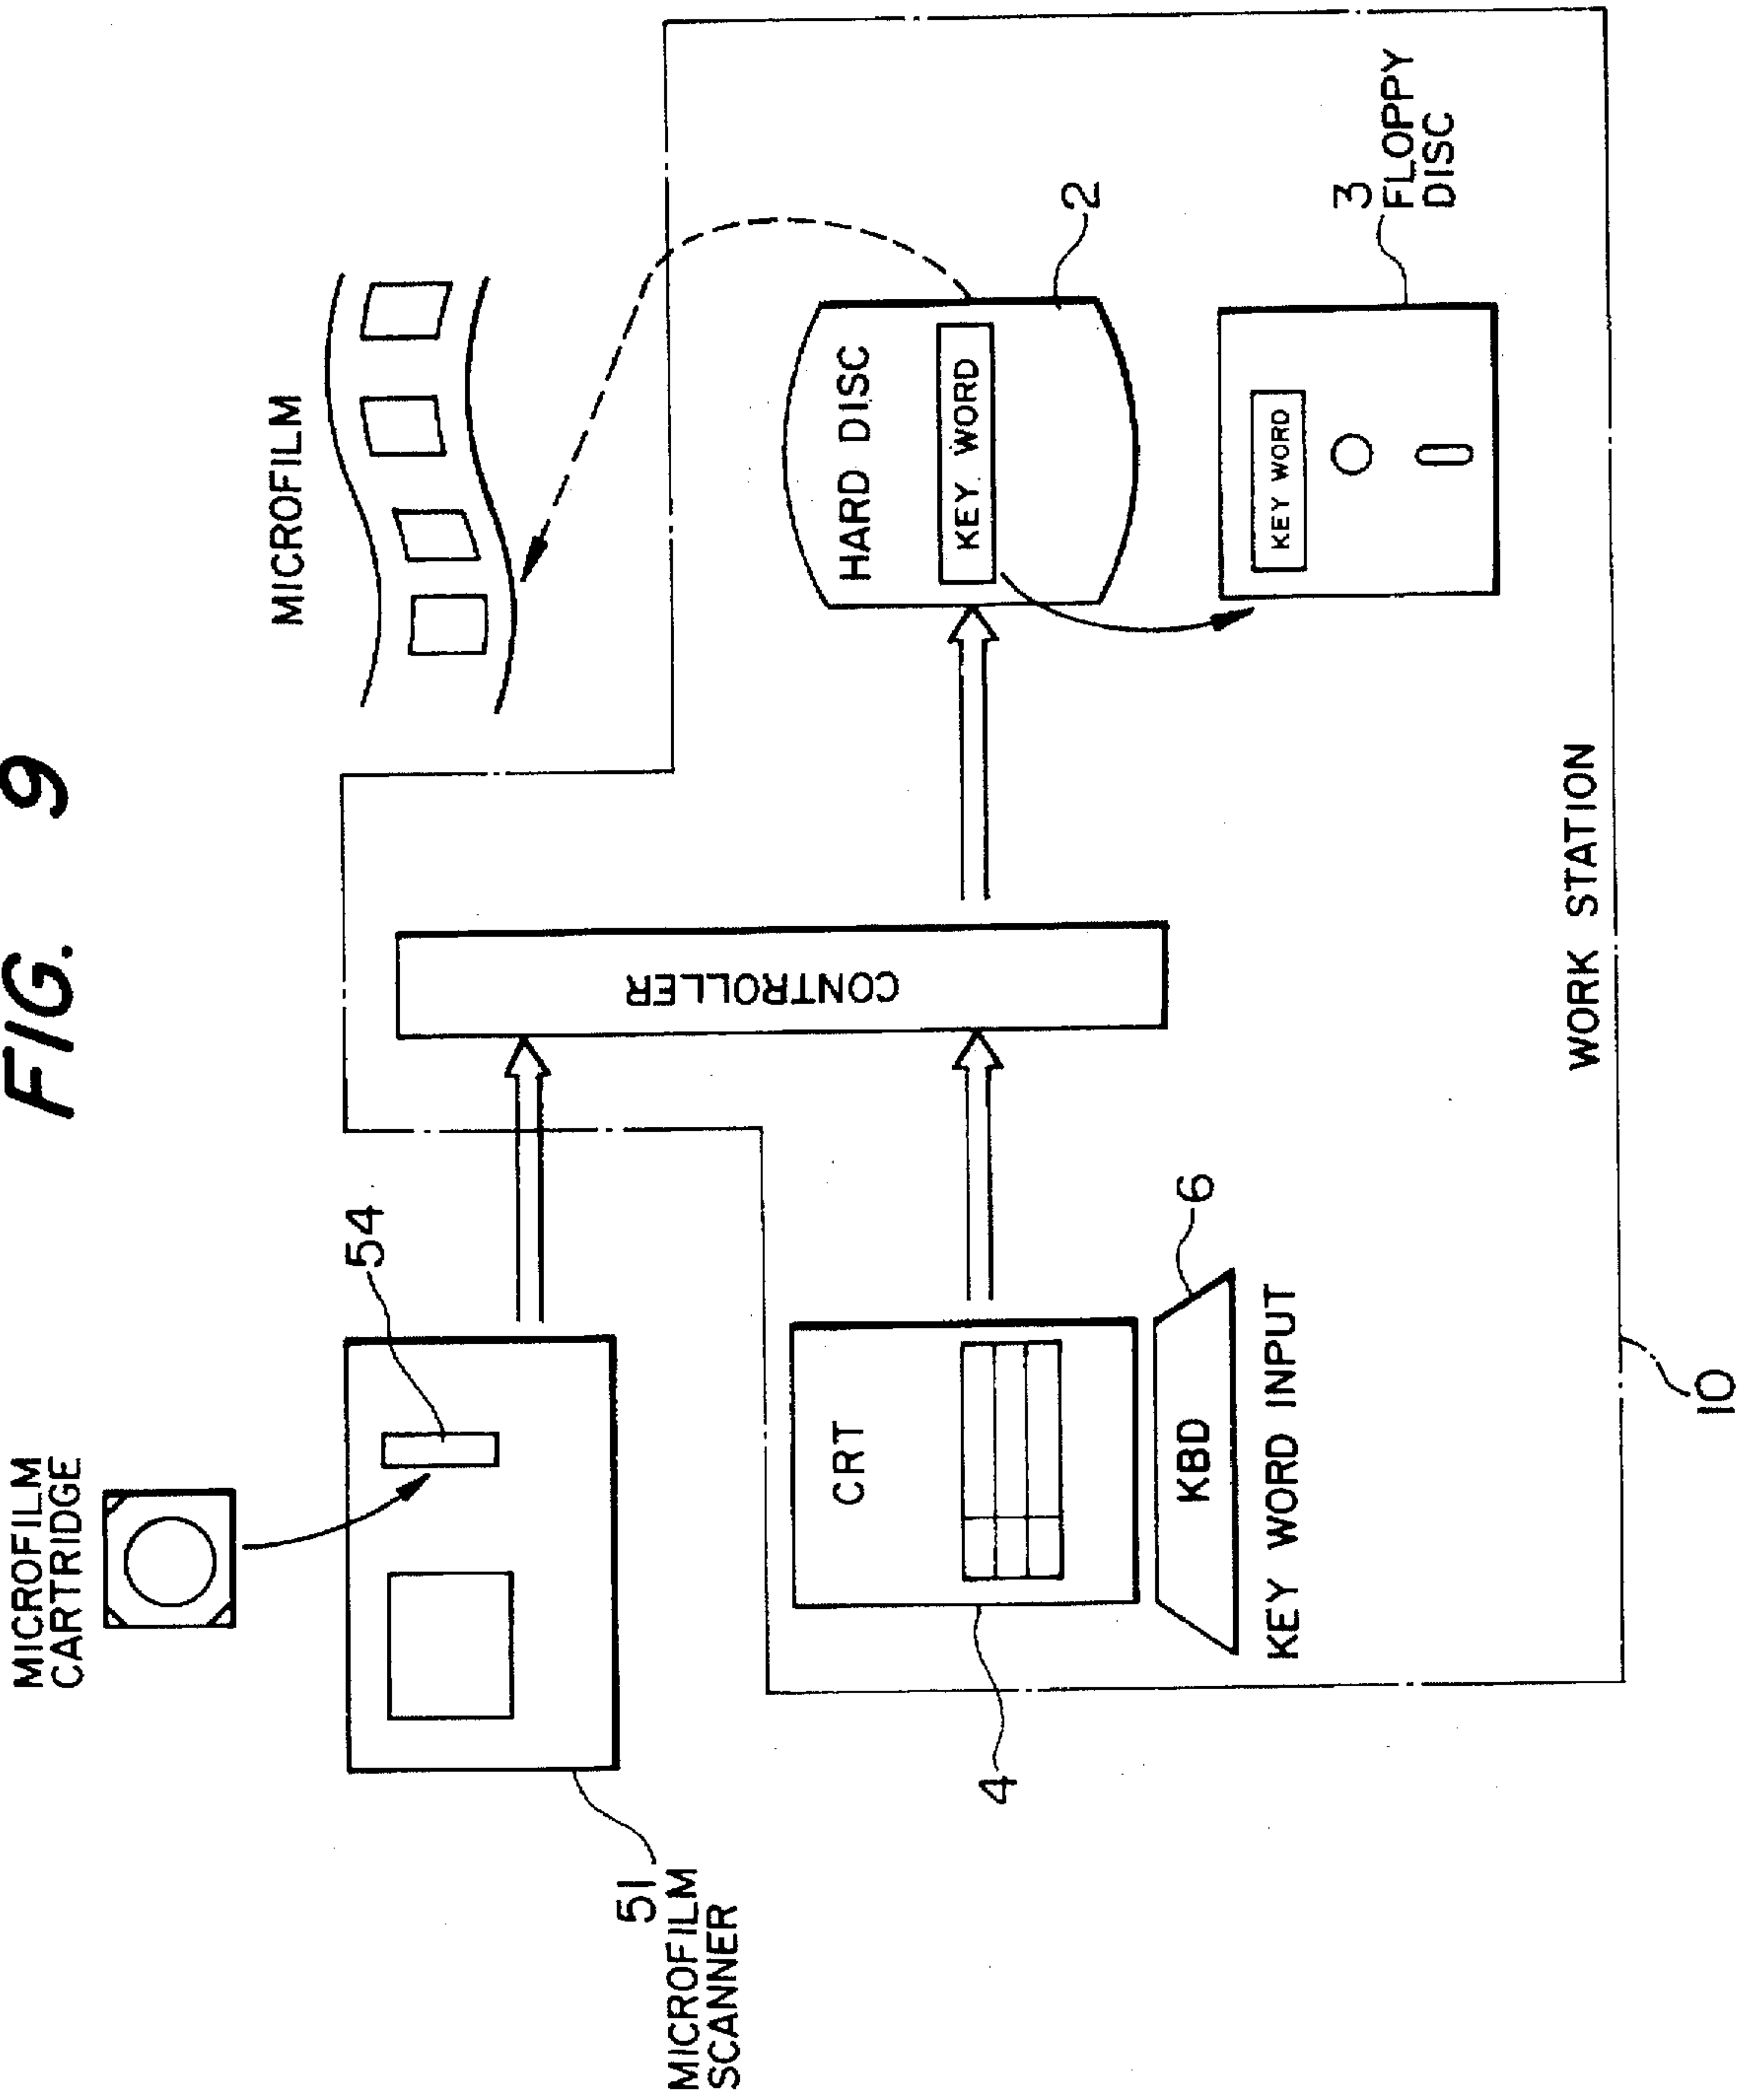 FIG. 9
MICROFILM
CARTRIDGE
54
51
MICROFILM
SCANNER
MICROFILM
CONTROLLER
CRT
4
KBD
6
KEY WORD INPUT
HARD DISC
KEY WORD
2
KEY WORD
3
FLOPPY
DISC
WORK STATION
10